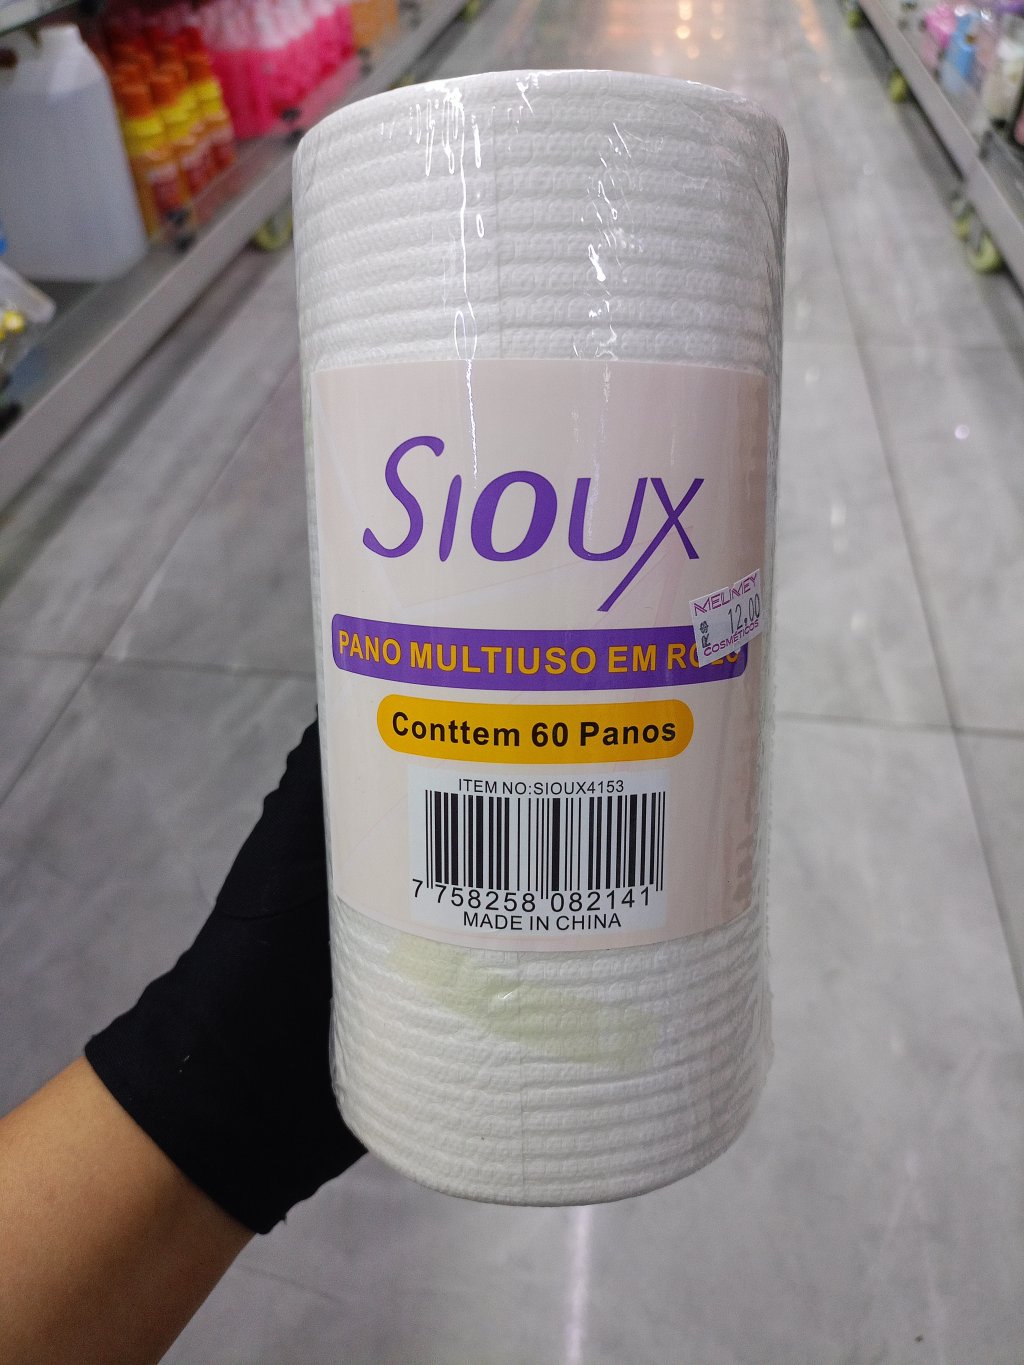 SIOUX
MELIMEY
R$ 12,00
COSMÉTICOS
PANO MULTIUSO EM
Conttem 60 Panos
ITEM NO:SIOUX4153
7 758258 082141
MADE IN CHINA